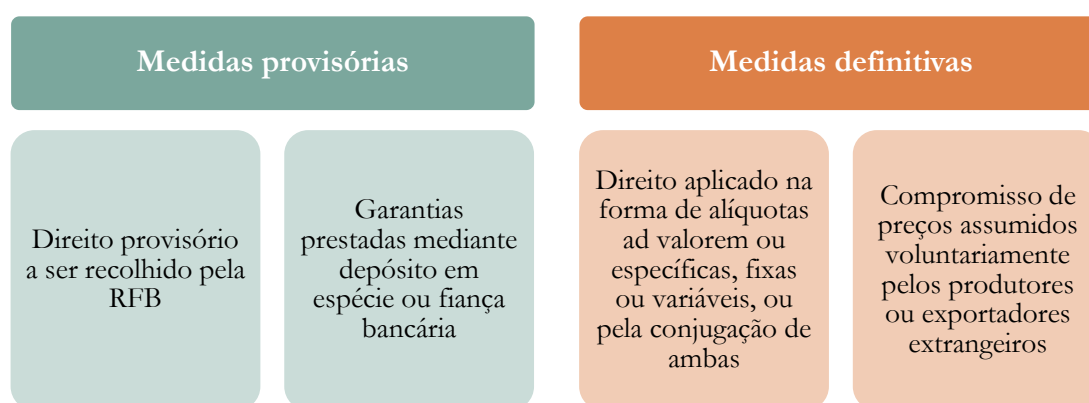 Medidas provisórias
Direito provisório
a ser recolhido pela
RFB
Garantias
prestadas mediante
depósito em
espécie ou fiança
bancária
Medidas definitivas
Direito aplicado na
forma de alíquotas
ad valorem ou
específicas, fixas
ou variáveis, ou
pela conjugação de
ambas
Compromisso de
preços assumidos
voluntariamente
pelos produtores
ou exportadores
extrangeiros